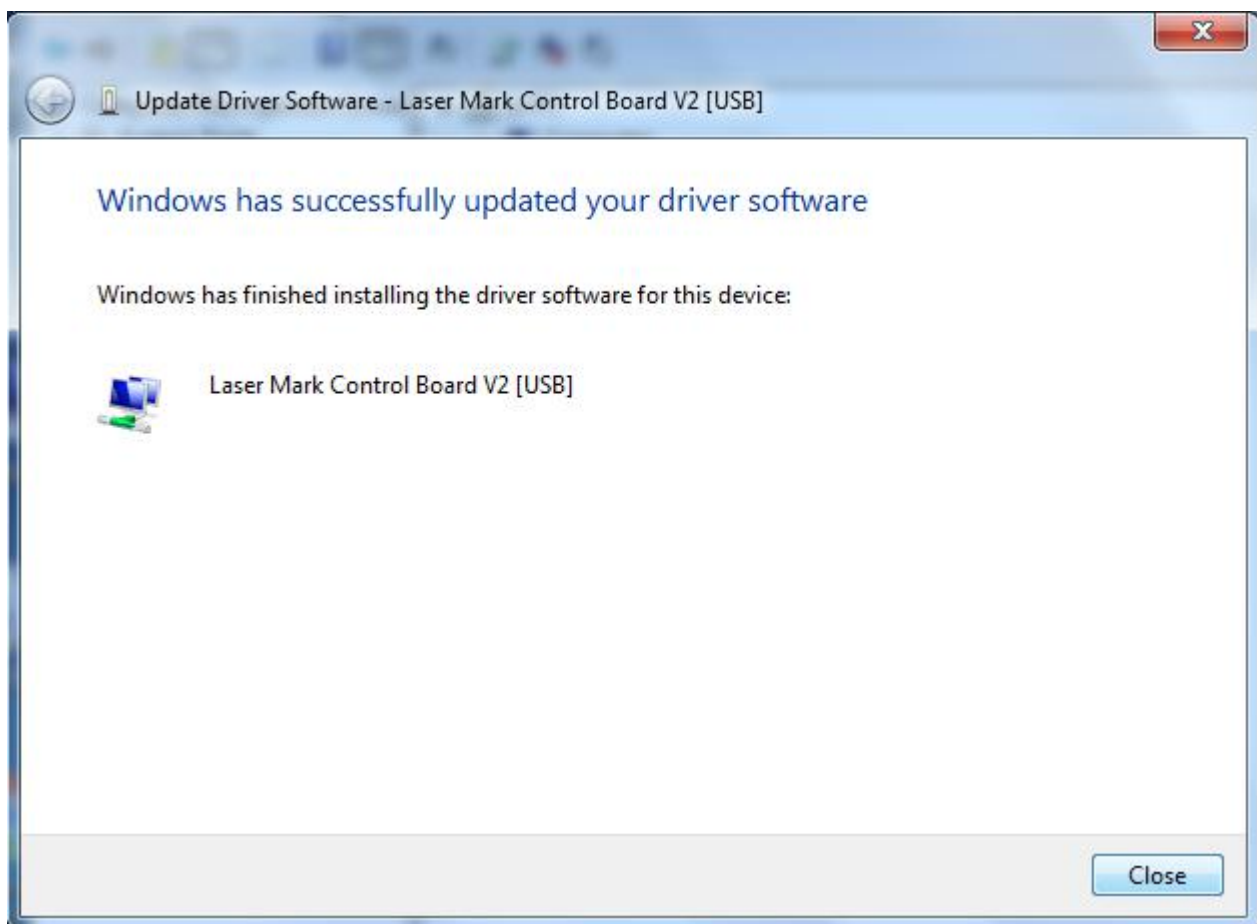 Update Driver Software - Laser Mark Control Board V2 [USB]
Windows has successfully updated your driver software
Windows has finished installing the driver software for this device:
Laser Mark Control Board V2 [USB]
Close